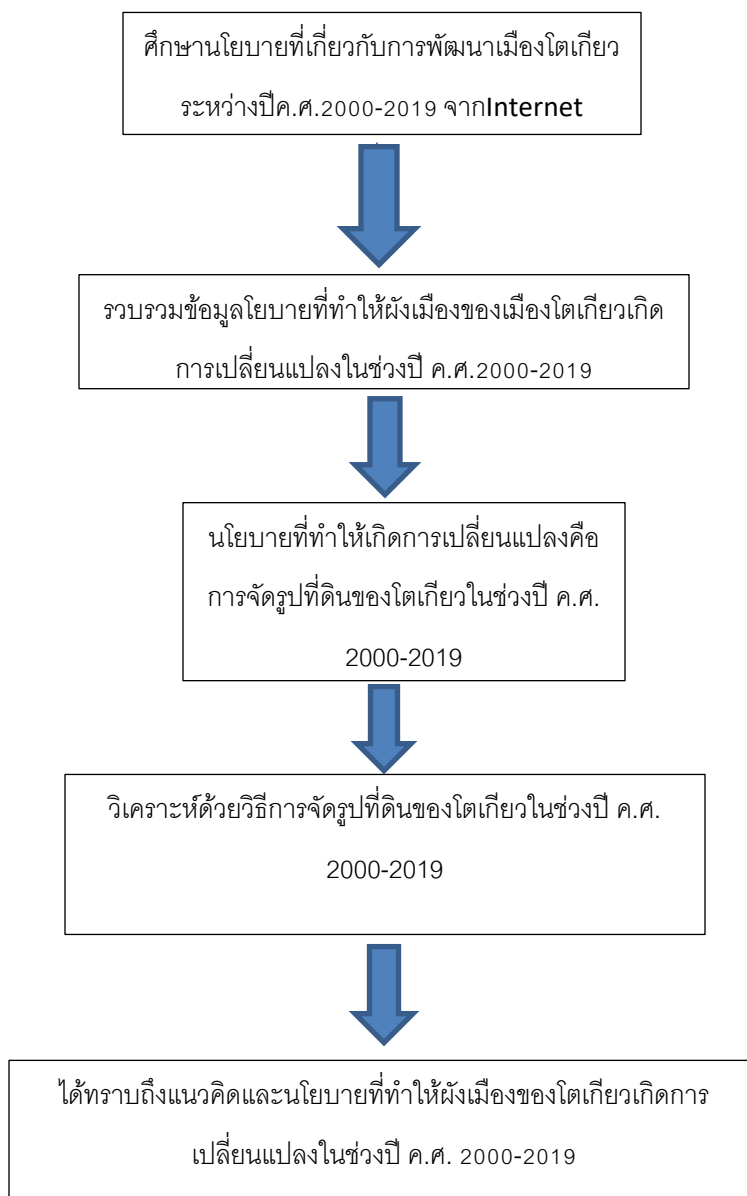 ศึกษานโยบายที่เกี่ยวกับการพัฒนาเมืองโตเกียว
ระหว่างปีค.ศ.2000-2019 จากInternet
รวบรวมข้อมูลโยบายที่ทำให้ผังเมืองของเมืองโตเกียวเกิด
การเปลี่ยนแปลงในช่วงปี ค.ศ.2000-2019
นโยบายที่ทำให้เกิดการเปลี่ยนแปลงคือ
การจัดรูปที่ดินของโตเกียวในช่วงปี ค.ศ.
2000-2019
วิเคราะห์ด้วยวิธีการจัดรูปที่ดินของโตเกียวในช่วงปี ค.ศ.
2000-2019
ได้ทราบถึงแนวคิดและนโยบายที่ทำให้ผังเมืองของโตเกียวเกิดการ
เปลี่ยนแปลงในช่วงปี ค.ศ. 2000-2019